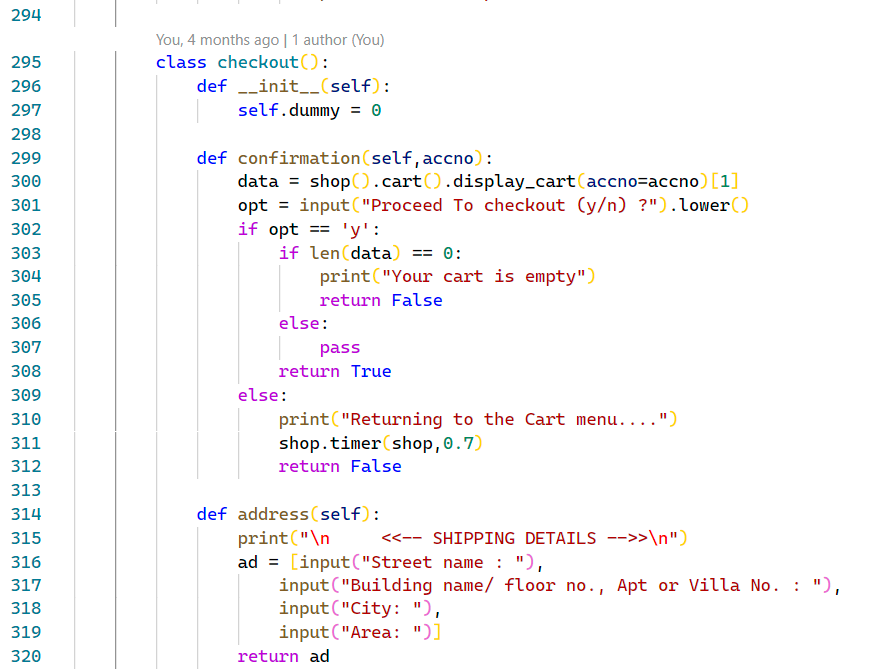 294
You, 4 months ago | 1 author (You)
295 class checkout():
296 def __init__(self):
297 self.dummy = 0
298
299 def confirmation(self,accno):
300 data = shop().cart().display_cart(accno=accno)[1]
301 opt = input("Proceed To checkout (y/n) ?").lower()
302 if opt == 'y':
303 if len(data) == 0:
304 print("Your cart is empty")
305 return False
306 else:
307 pass
308 return True
309 else:
310 print("Returning to the Cart menu....")
311 shop.timer(shop,0.7)
312 return False
313
314 def address(self):
315 print("\n     <<-- SHIPPING DETAILS -->>\n")
316 ad = [input("Street name : "),
317 input("Building name/ floor no., Apt or Villa No. : "),
318 input("City: "),
319 input("Area: ")]
320 return ad